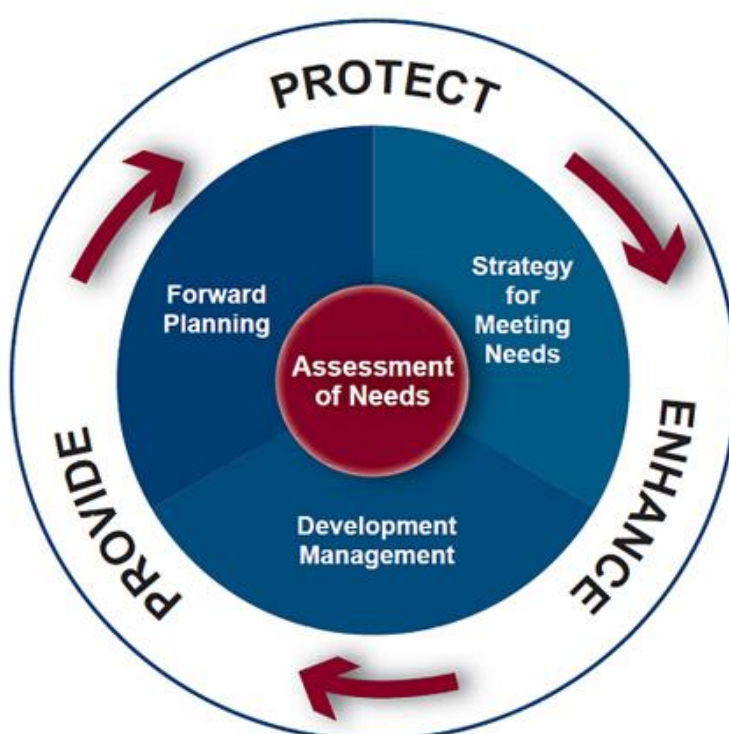 PROTECT
Forward
Planning
Strategy
for
Meeting
Needs
Assessment
of Needs
Development
Management
PROVIDE
ENHANCE